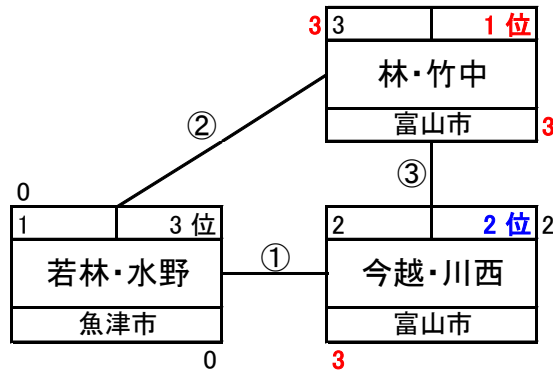 3 3 1 位
林・竹中
富山市 3
②
③
0
1 3 位
若林・水野
魚津市
0
①
2 2 位 2
今越・川西
富山市
3